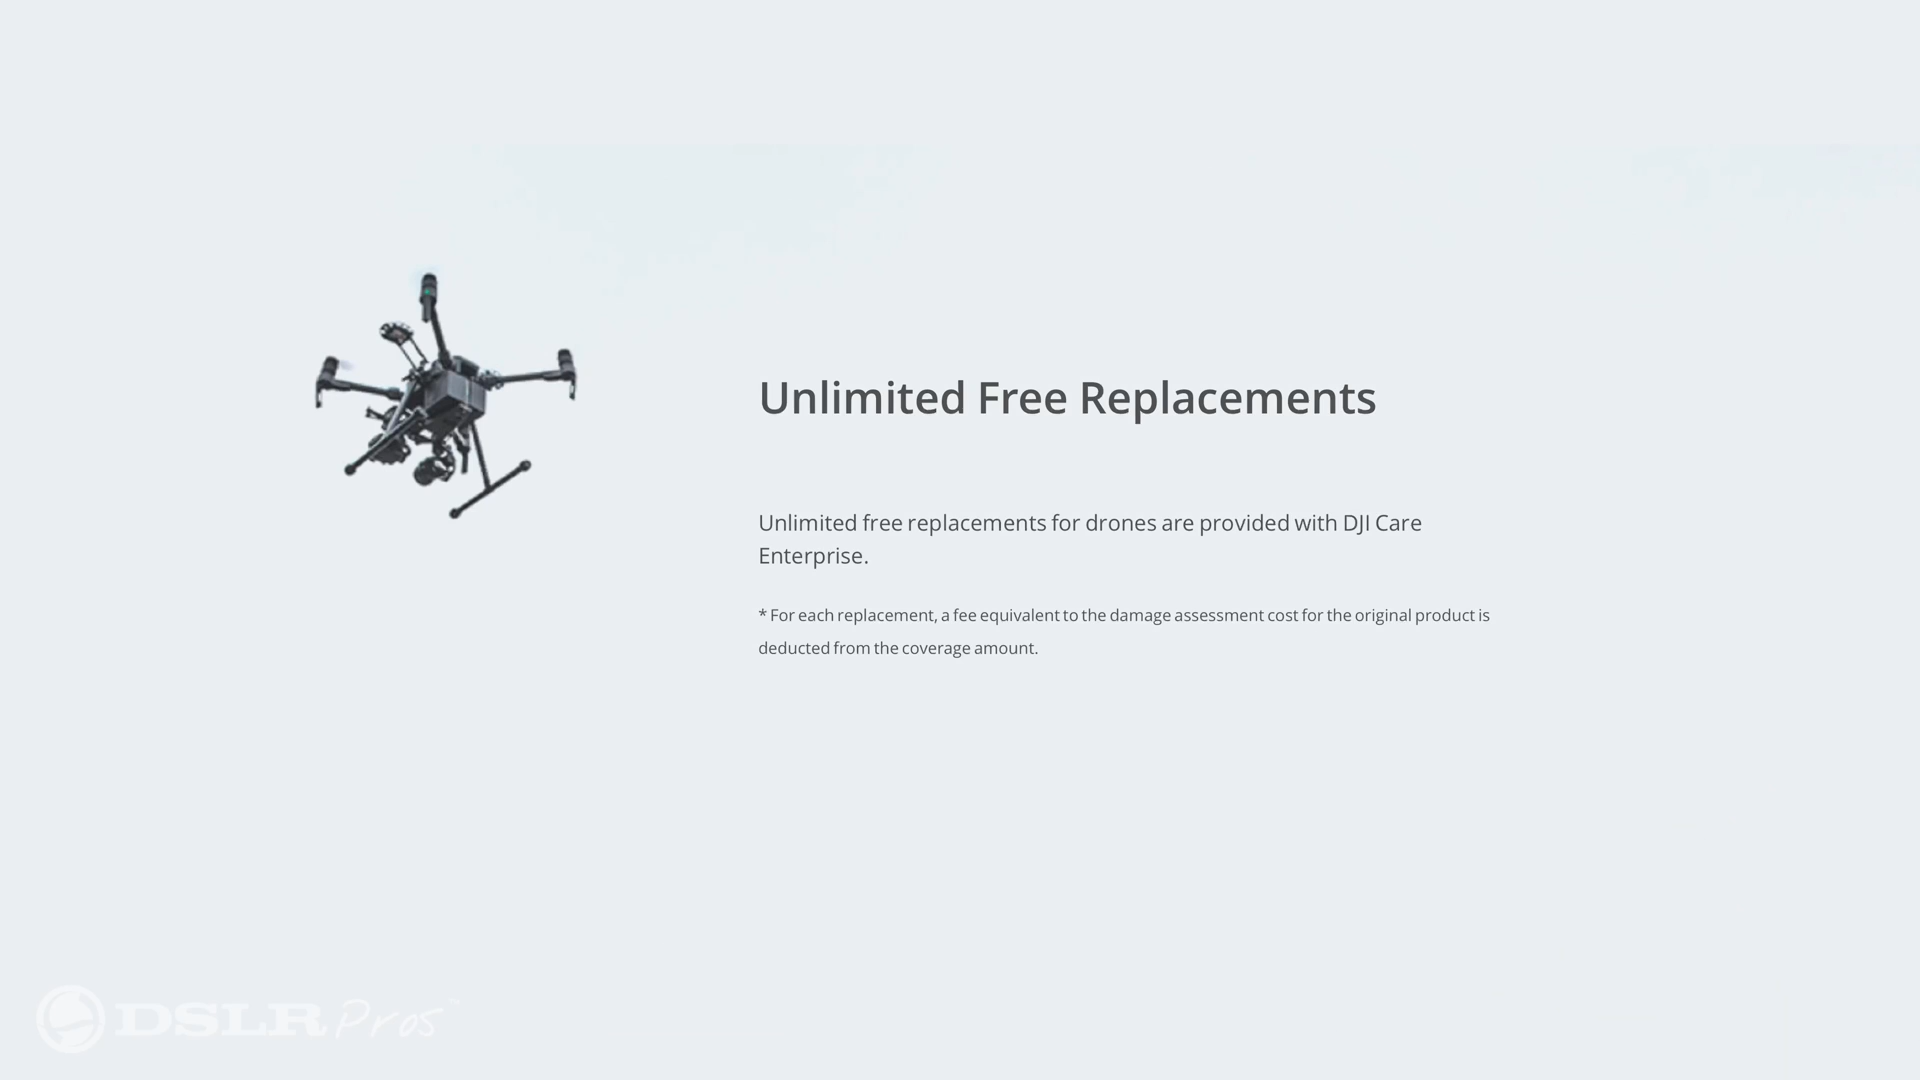 Unlimited Free Replacements
Unlimited free replacements for drones are provided with DJI Care
Enterprise.
* For each replacement, a fee equivalent to the damage assessment cost for the original product is
deducted from the coverage amount.
DSLR Pros™